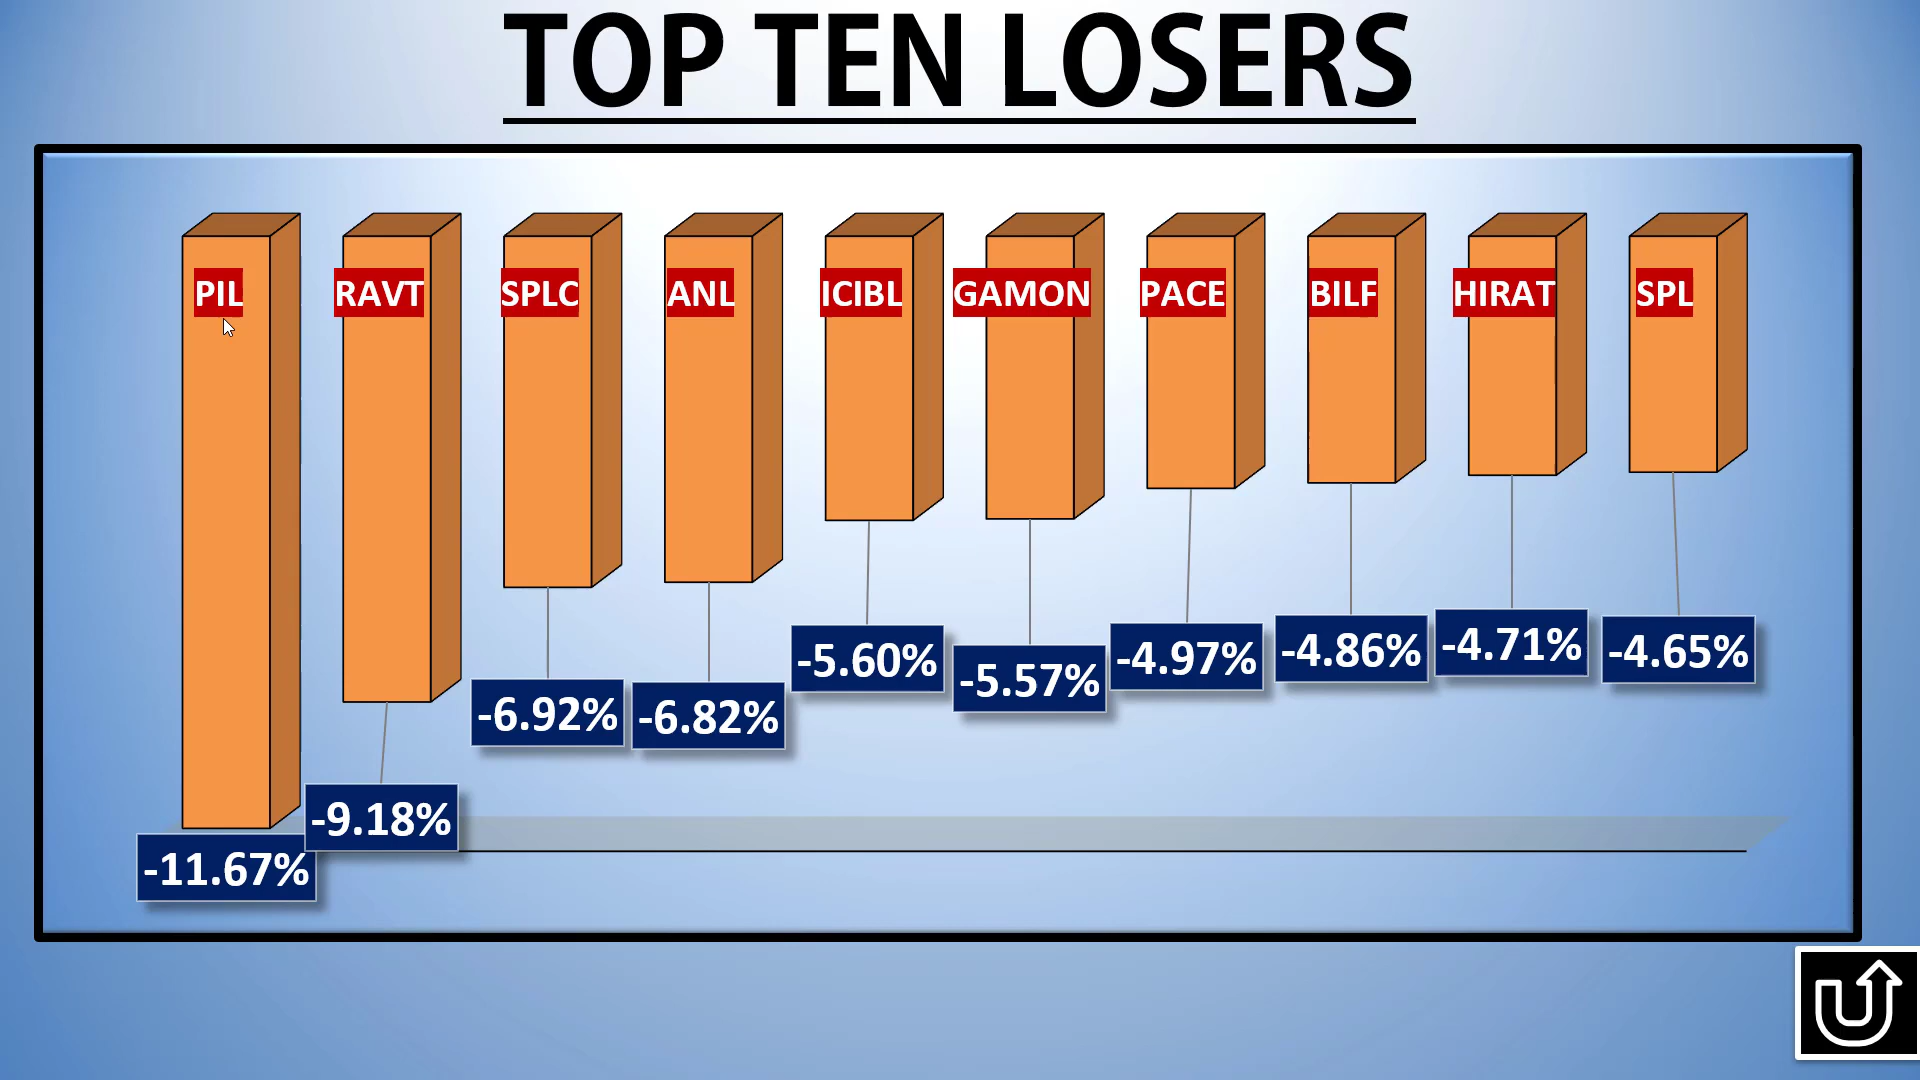 TOP TEN LOSERS
PIL RAVT SPLC ANL ICIBL GAMON PACE BILF HIRAT SPL
-11.67% -9.18% -6.92% -6.82% -5.60% -5.57% -4.97% -4.86% -4.71% -4.65%